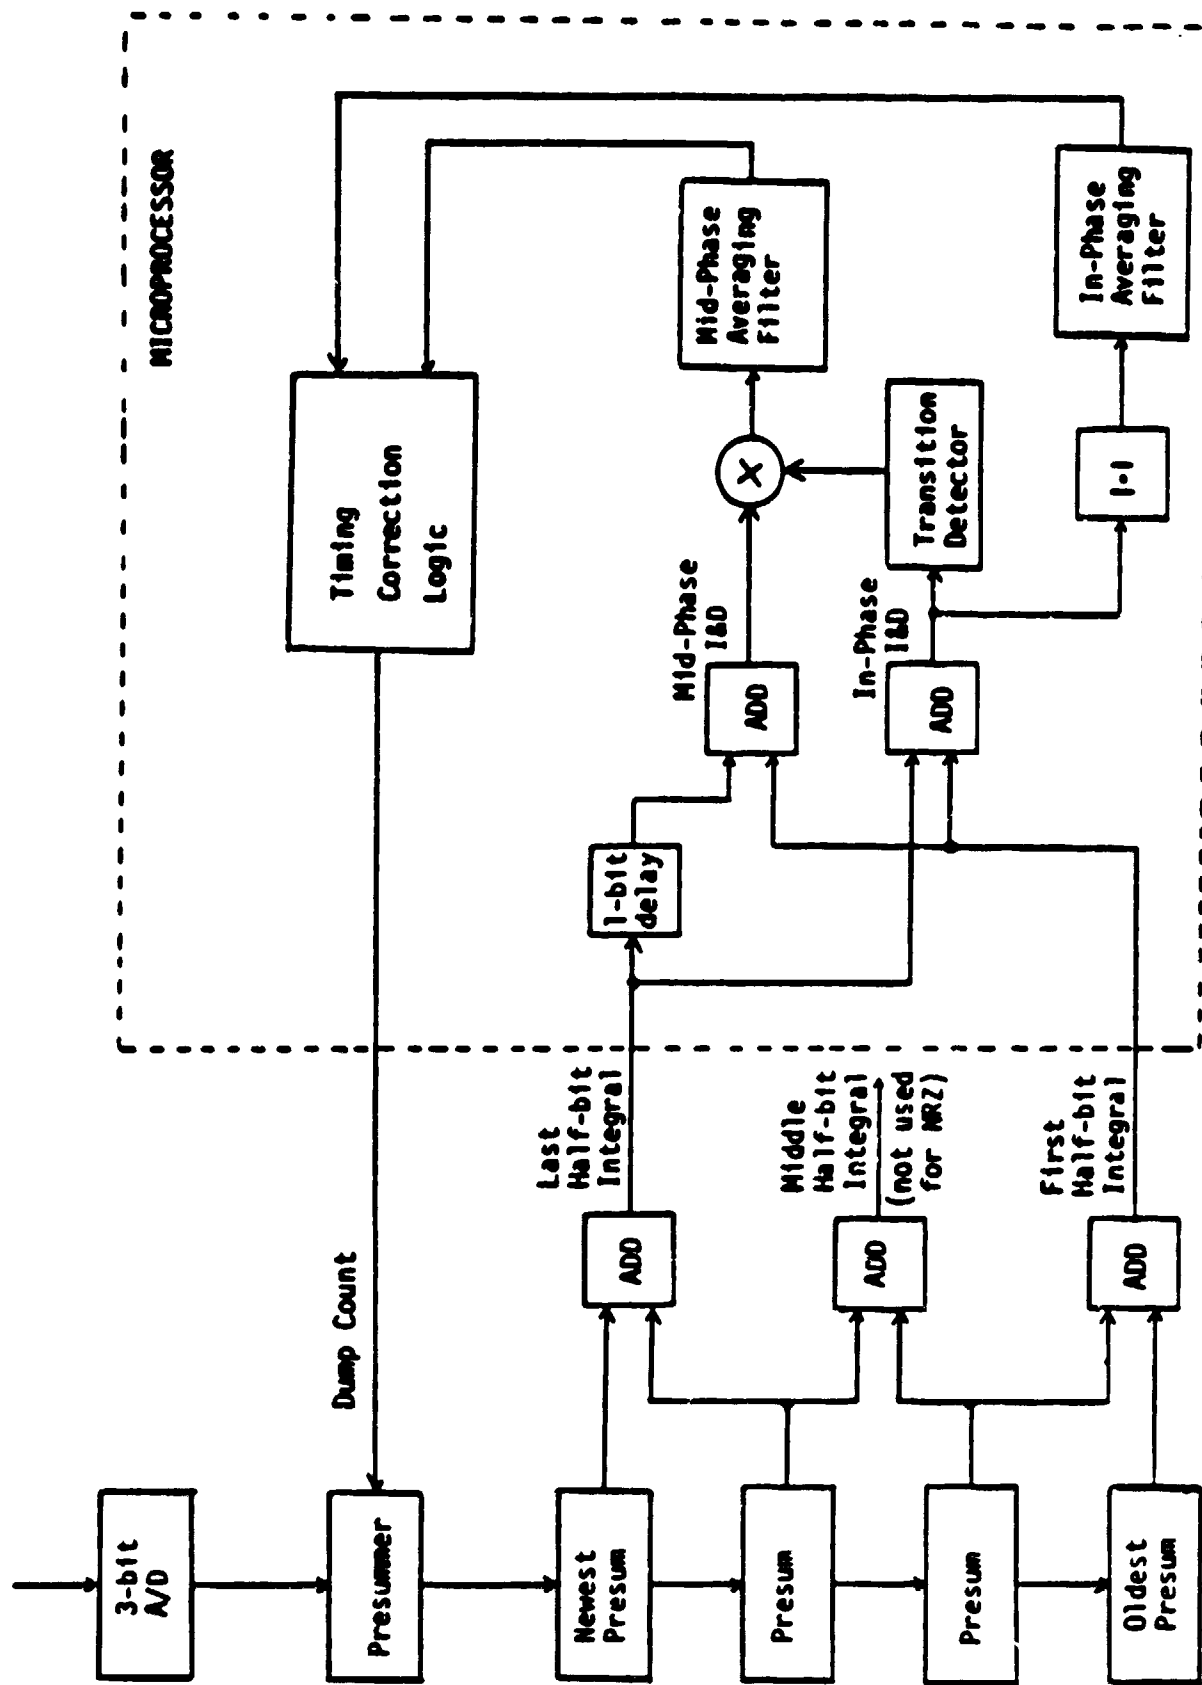 MICROPROCESSOR
3-bit
A/D
Presummer
Dump Count
Timing
Correction
Logic
Newest
Presum
ADD
Last
Half-bit
Integral
1-bit
delay
Presum
ADD
Middle
Half-bit
Integral
(not used
for NRZ)
Mid-Phase
I&D
ADD
X
Mid-Phase
Averaging
Filter
Presum
In-Phase
I&D
ADD
Transition
Detector
Oldest
Presum
ADD
First
Half-bit
Integral
|·|
In-Phase
Averaging
Filter